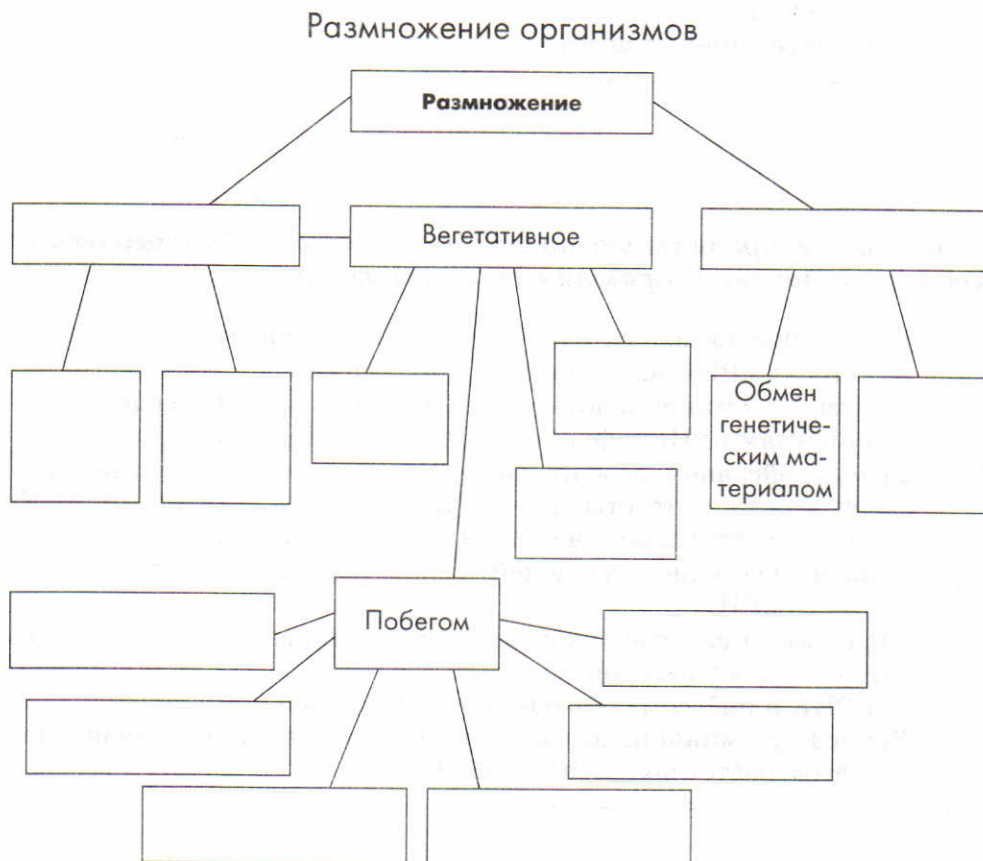 Размножение организмов
Размножение
Вегетативное
Обмен
генетиче-
ским ма-
териалом
Побегом